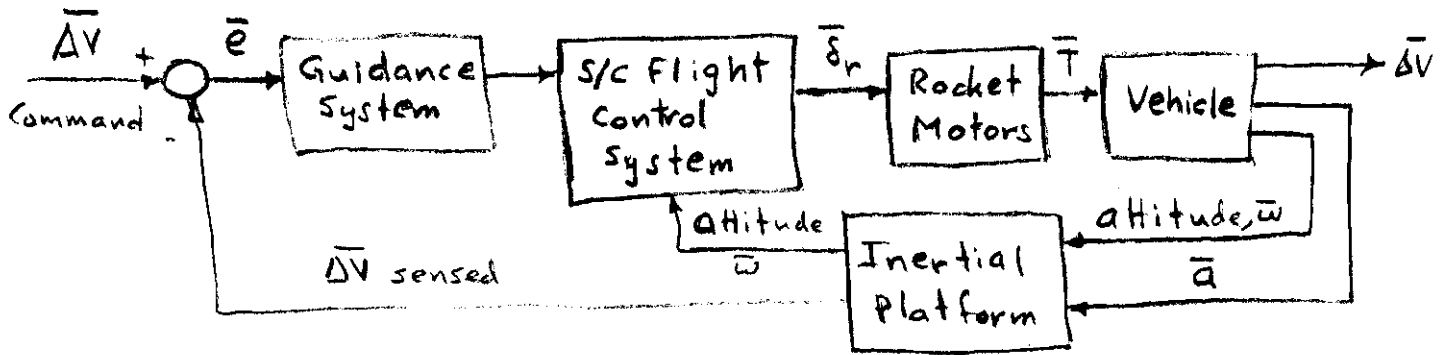 ΔV̅
+
Command
-
e̅
Guidance
System
S/C Flight
Control
System
δ̅r
Rocket
Motors
T̅
Vehicle
ΔV̅
attitude, ω̅
a̅
attitude
ω̅
Inertial
Platform
ΔV̅ sensed